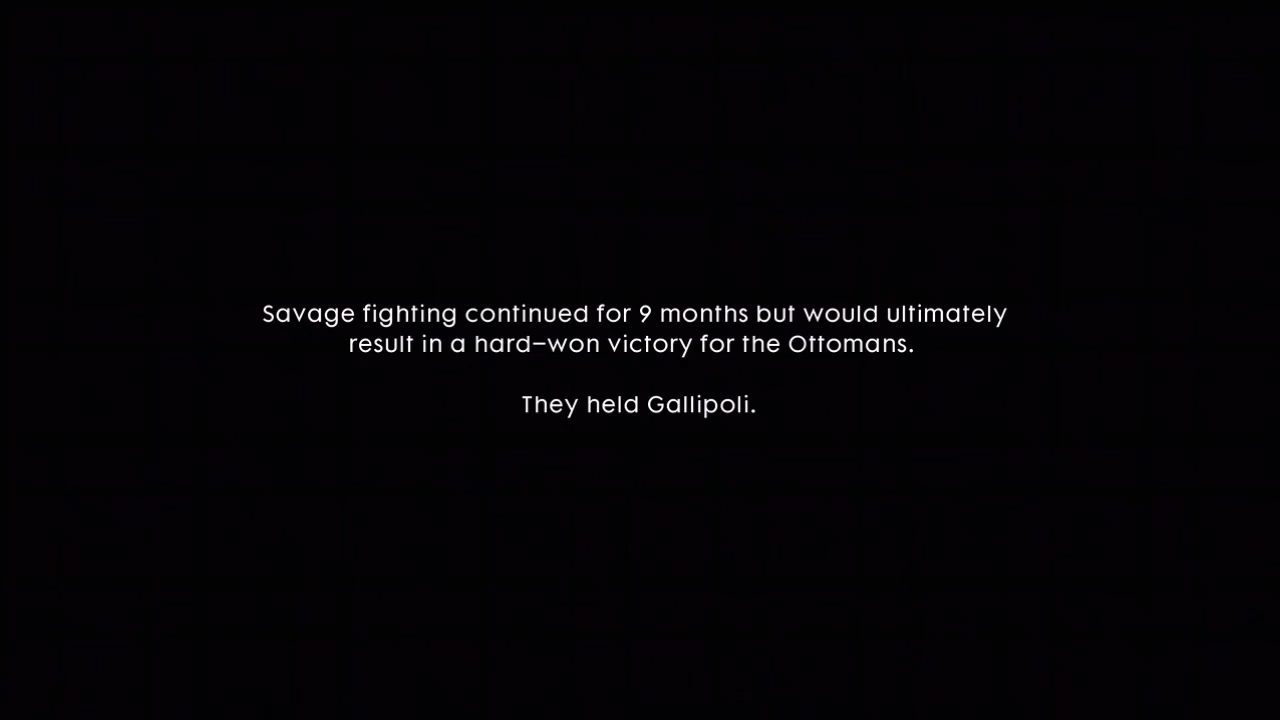 Savage fighting continued for 9 months but would ultimately
result in a hard–won victory for the Ottomans.
They held Gallipoli.